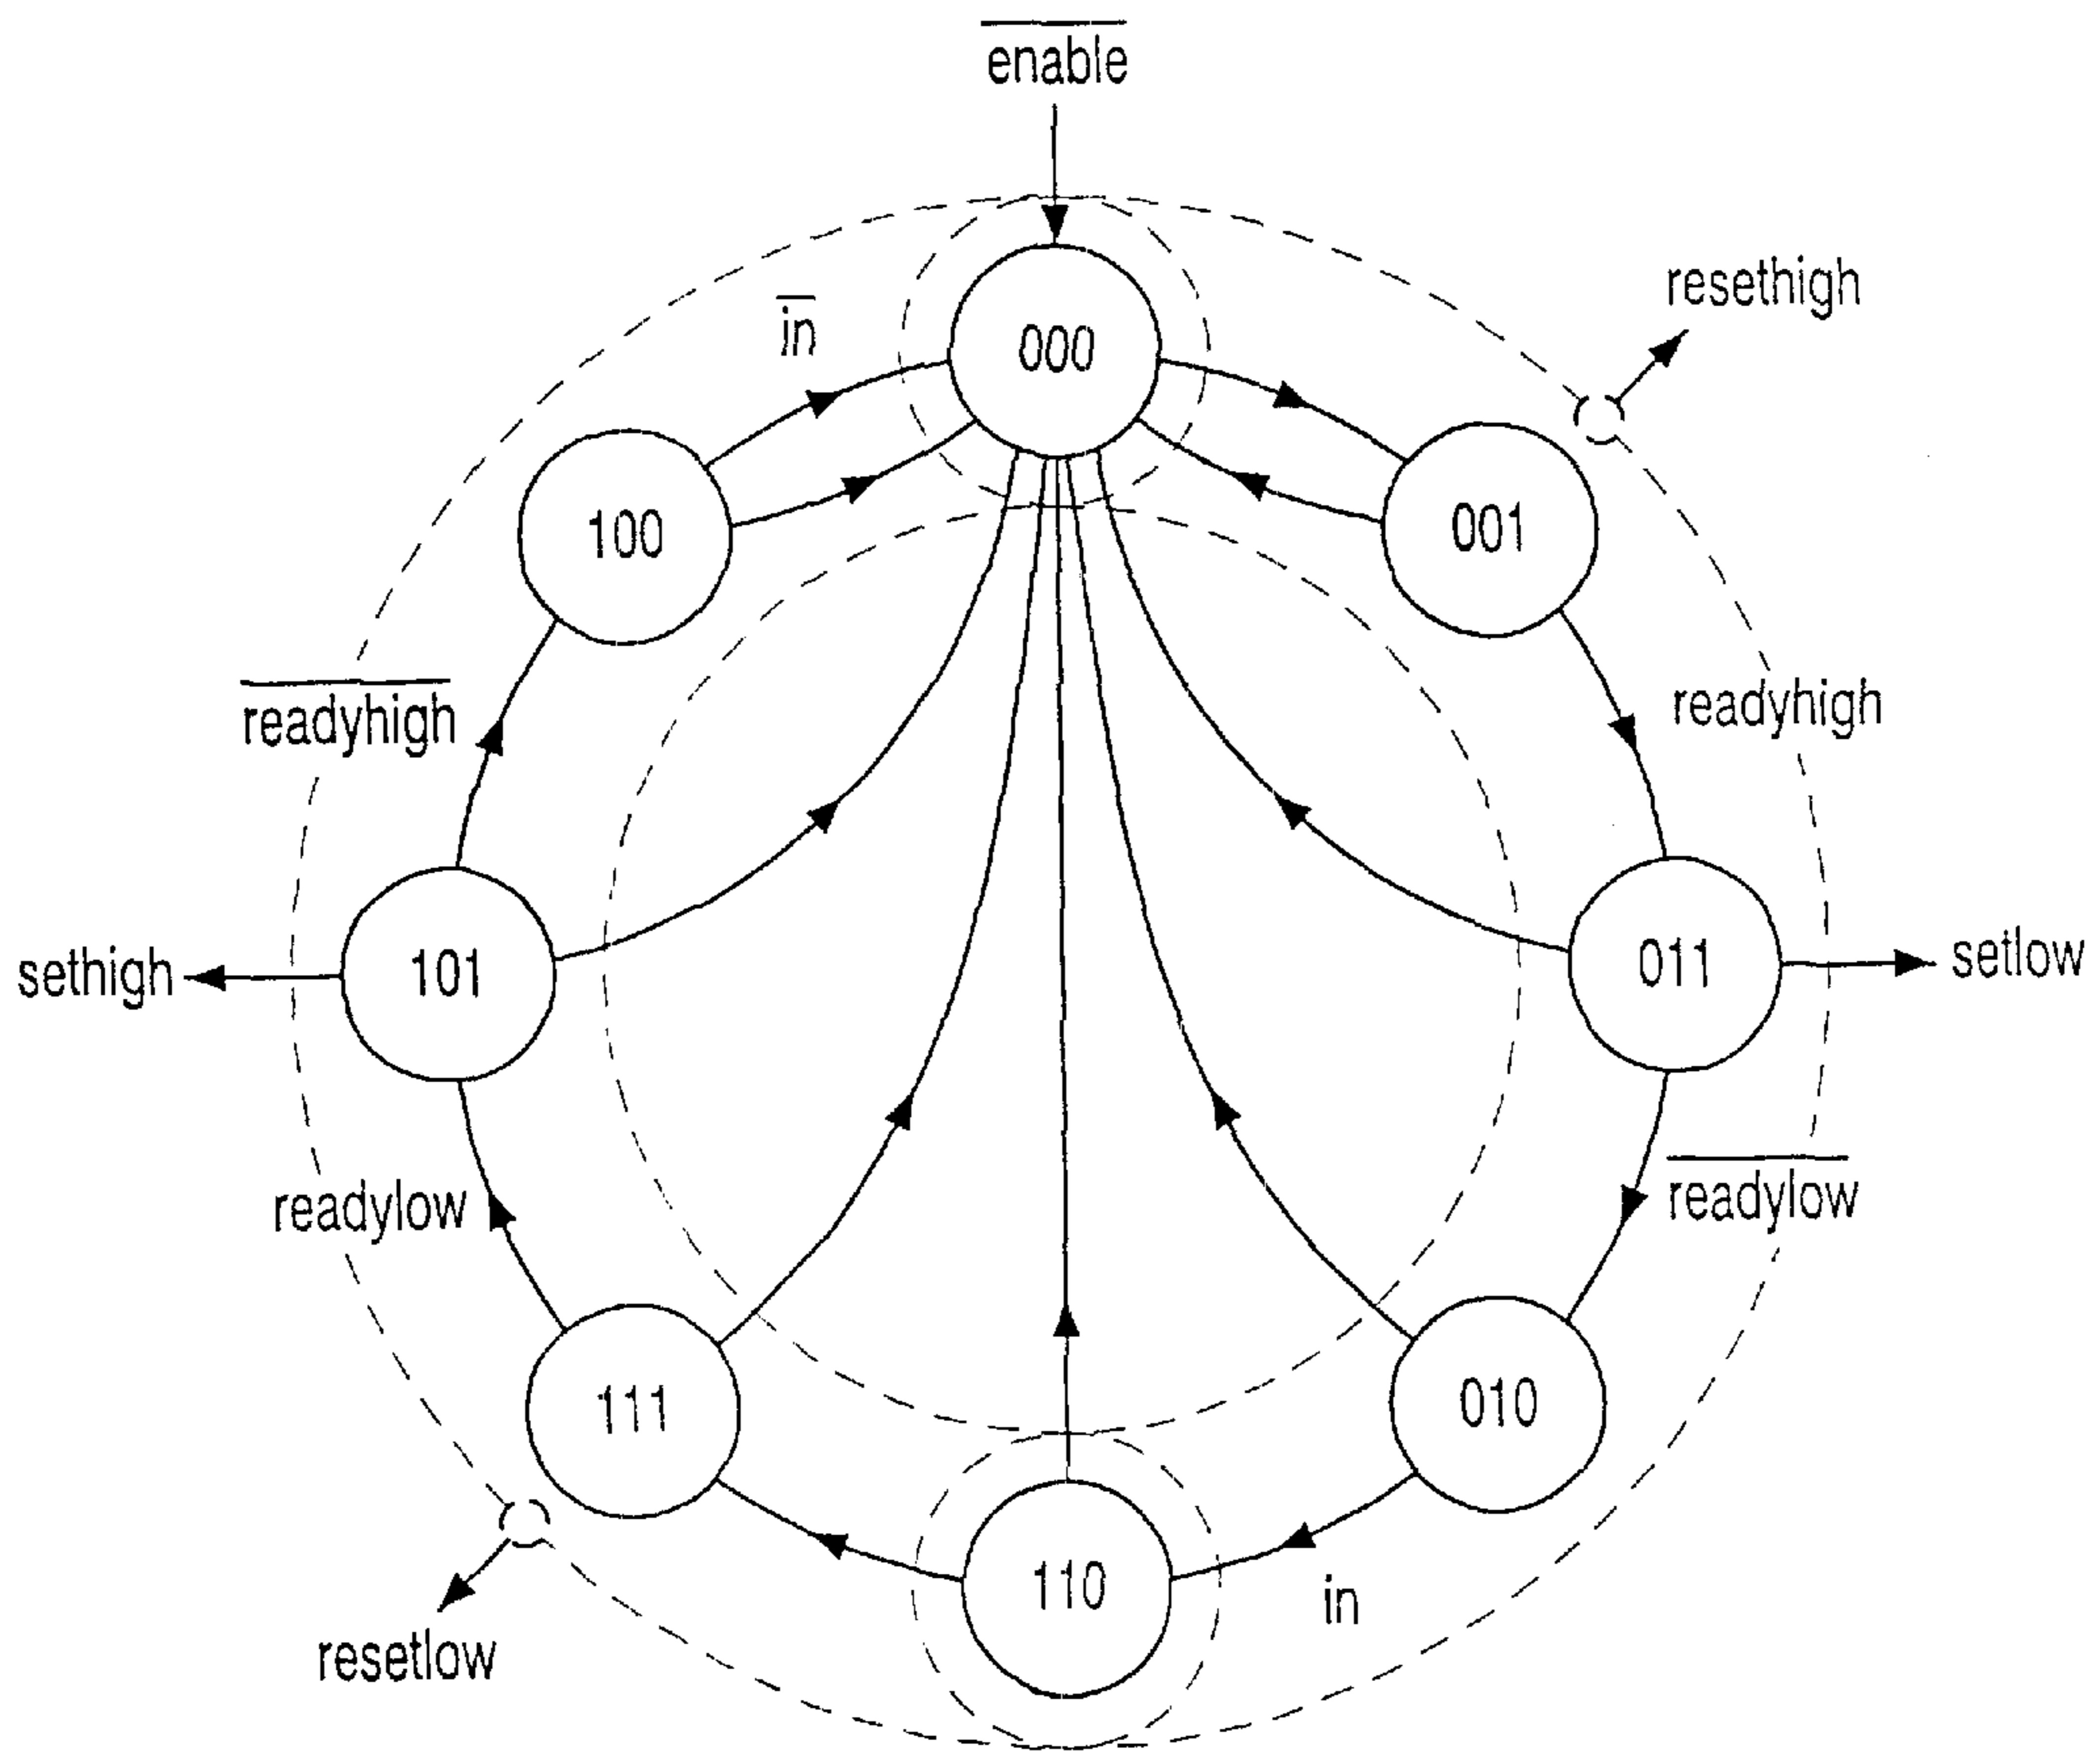 enable
resethigh
in
000
100
001
readyhigh
readyhigh
sethigh
101
011
setlow
readylow
readylow
111
010
110
in
resetlow